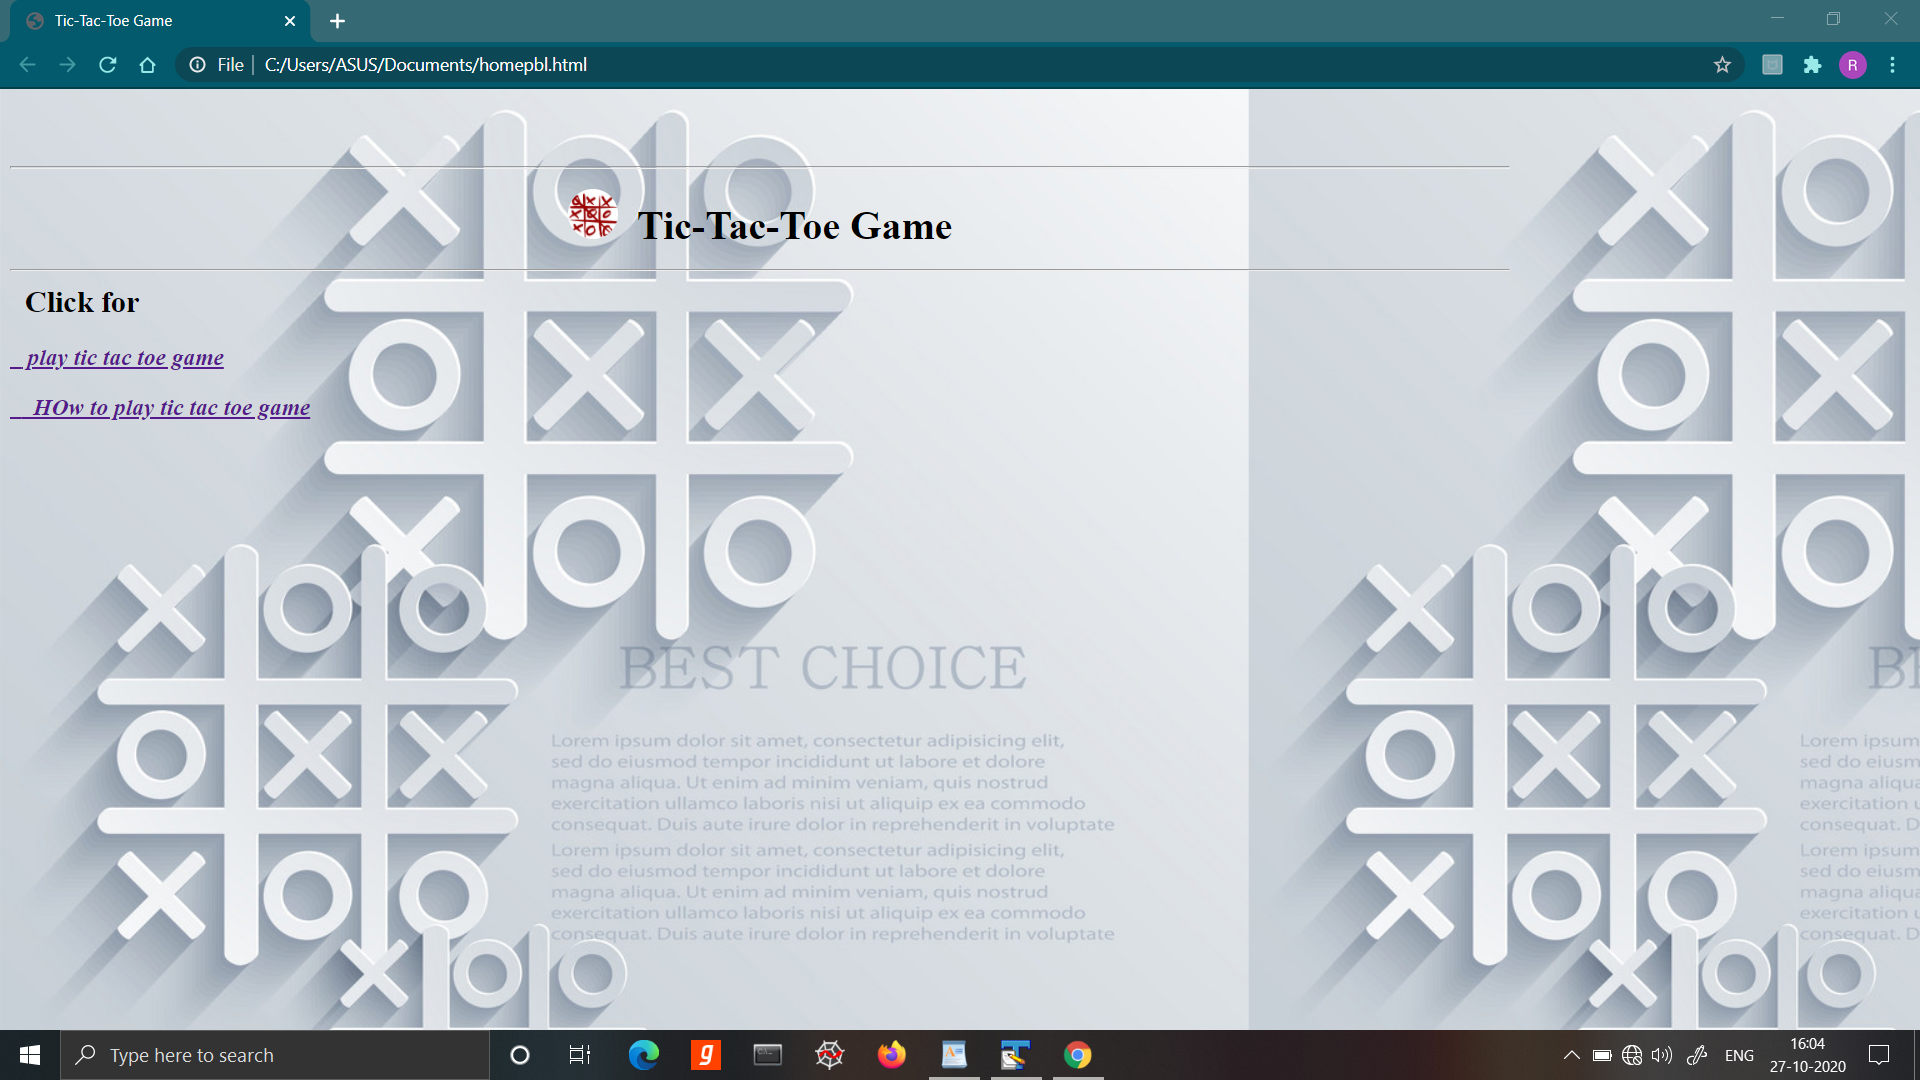 Tic-Tac-Toe Game
File | C:/Users/ASUS/Documents/homepbl.html
R
Tic-Tac-Toe Game
Click for
play tic tac toe game
HOw to play tic tac toe game
BEST CHOICE
Lorem ipsum dolor sit amet, consectetur adipisicing elit,
sed do eiusmod tempor incididunt ut labore et dolore
magna aliqua. Ut enim ad minim veniam, quis nostrud
exercitation ullamco laboris nisi ut aliquip ex ea commodo
consequat. Duis aute irure dolor in reprehenderit in voluptate
Lorem ipsum dolor sit amet, consectetur adipisicing elit,
sed do eiusmod tempor incididunt ut labore et dolore
magna aliqua. Ut enim ad minim veniam, quis nostrud
exercitation ullamco laboris nisi ut aliquip ex ea commodo
consequat. Duis aute irure dolor in reprehenderit in voluptate
Lorem ipsum
sed do eiusm
magna aliqua
exercitation u
consequat. D
Lorem ipsum
sed do eiusm
magna aliqua
exercitation u
consequat. D
Type here to search
g
ENG
16:04
27-10-2020